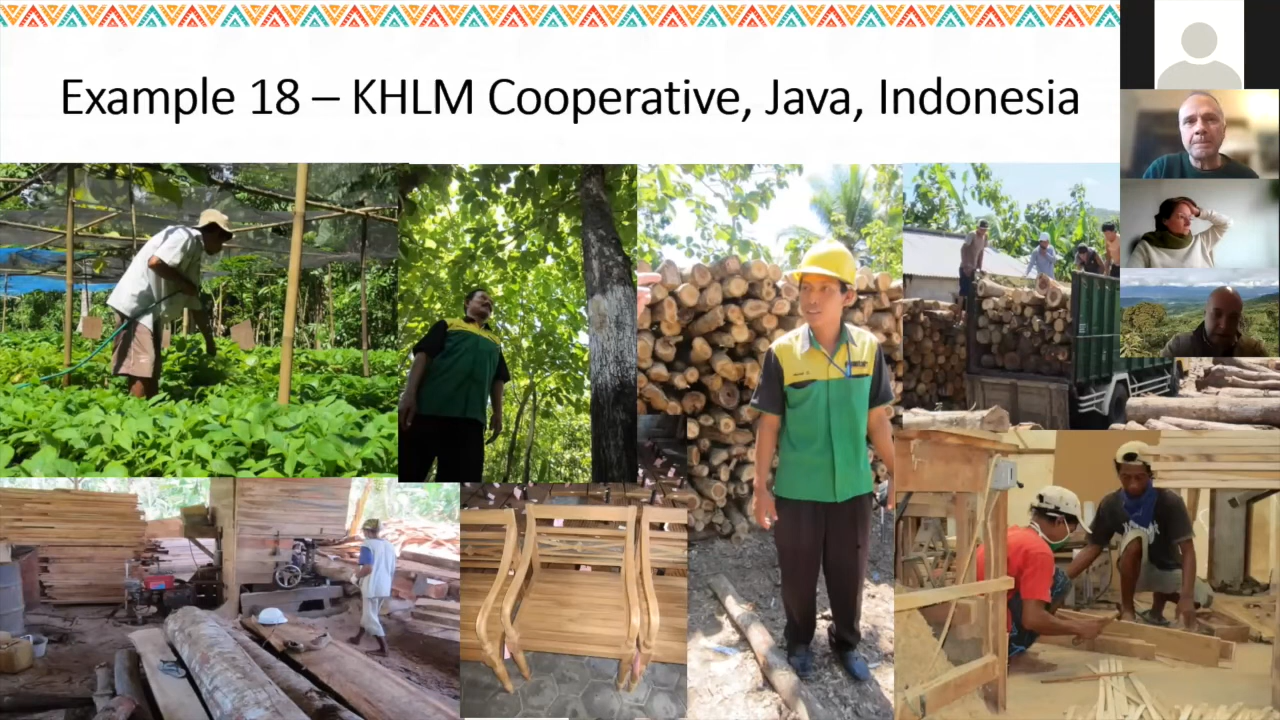 Example 18 – KHLM Cooperative, Java, Indonesia